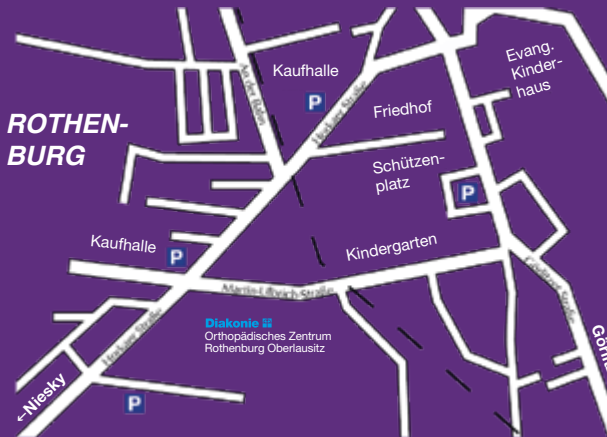 Kaufhalle
Evang.
Kinder-
haus
An der Bahn
P
Horkaer Straße
Friedhof
ROTHEN-
BURG
Schützen-
platz
P
Kaufhalle
P
Kindergarten
Martin-Ulbrich-Straße
Görlitzer Straße
Diakonie
Orthopädisches Zentrum
Rothenburg Oberlausitz
Horkaer Straße
←Niesky
P